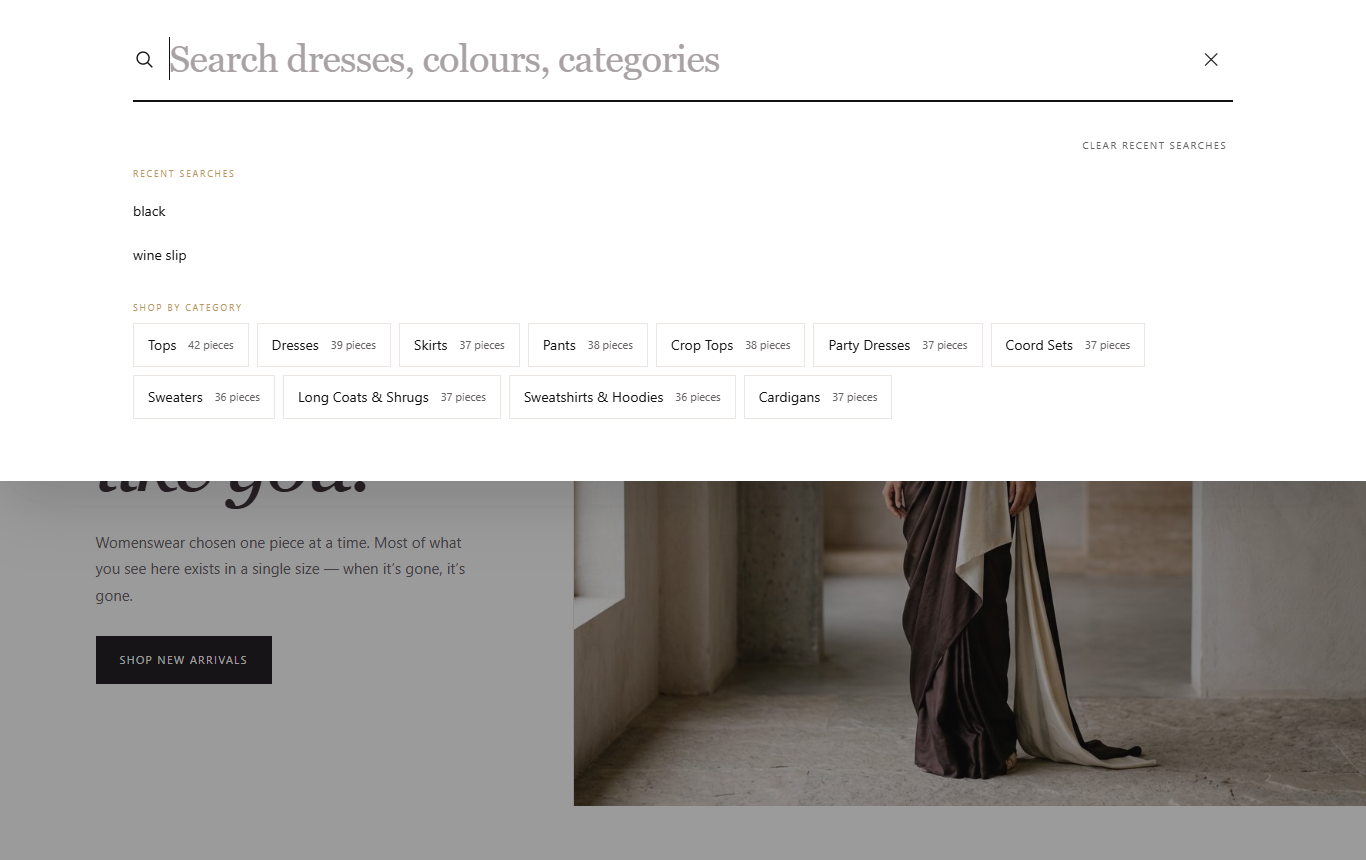 Search dresses, colours, categories
CLEAR RECENT SEARCHES
RECENT SEARCHES
black
wine slip
SHOP BY CATEGORY
Tops 42 pieces Dresses 39 pieces Skirts 37 pieces Pants 38 pieces Crop Tops 38 pieces Party Dresses 37 pieces Coord Sets 37 pieces
Sweaters 36 pieces Long Coats & Shrugs 37 pieces Sweatshirts & Hoodies 36 pieces Cardigans 37 pieces
like you.
Womenswear chosen one piece at a time. Most of what
you see here exists in a single size — when it’s gone, it’s
gone.
SHOP NEW ARRIVALS